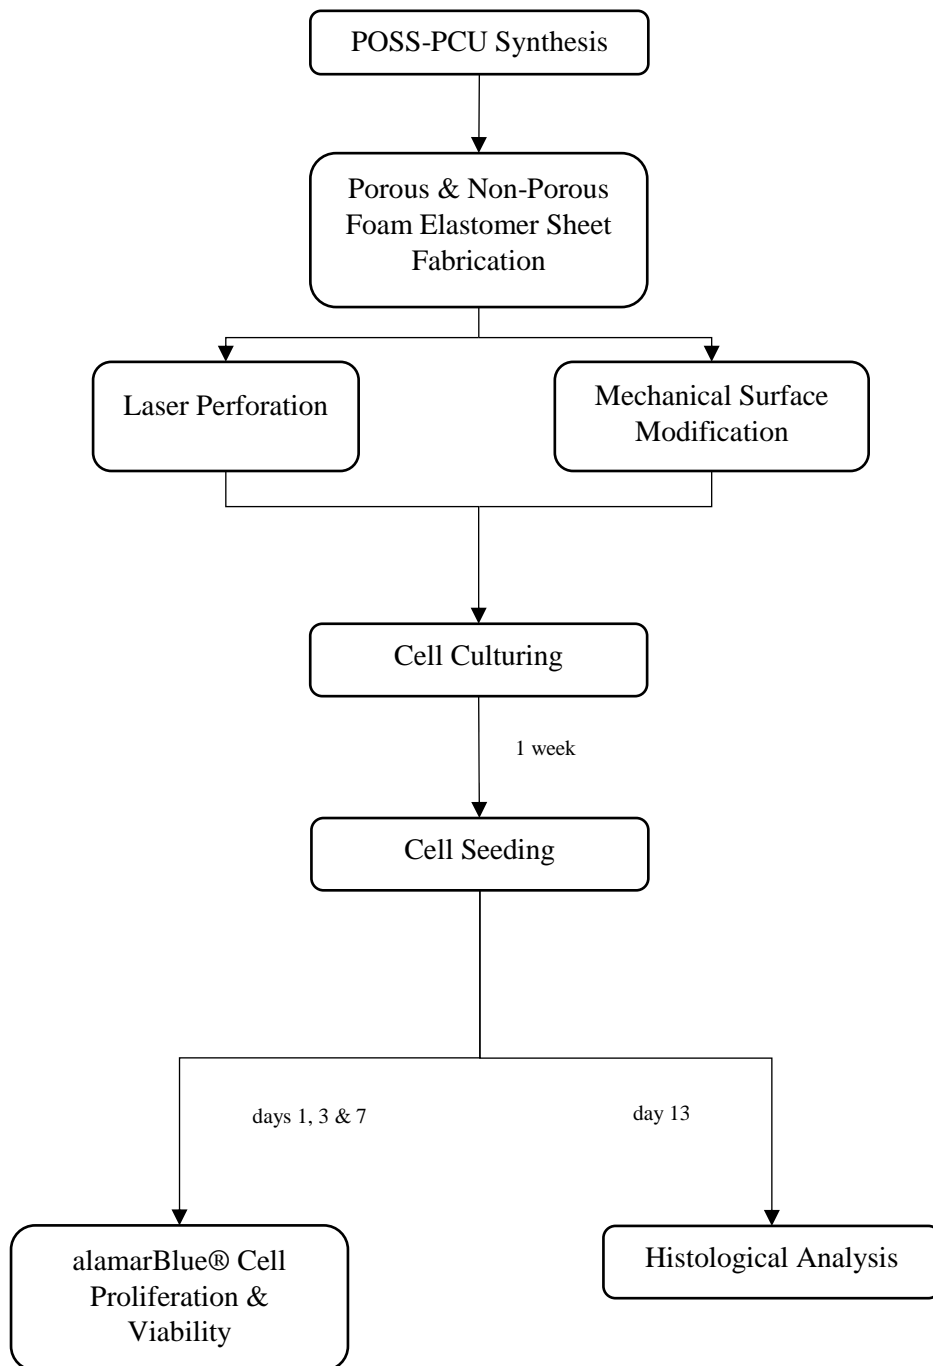 POSS-PCU Synthesis
Porous & Non-Porous
Foam Elastomer Sheet
Fabrication
Laser Perforation
Mechanical Surface
Modification
Cell Culturing
1 week
Cell Seeding
days 1, 3 & 7
day 13
alamarBlue® Cell
Proliferation &
Viability
Histological Analysis